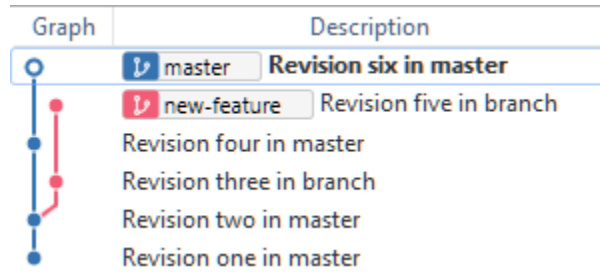 Graph Description
master Revision six in master
new-feature Revision five in branch
Revision four in master
Revision three in branch
Revision two in master
Revision one in master